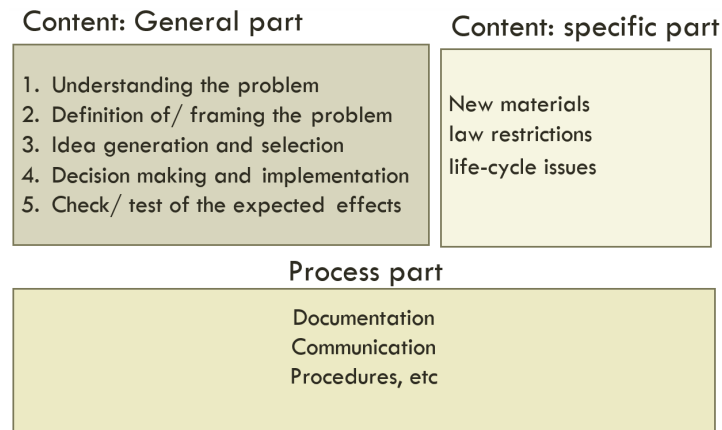 Content: General part
1. Understanding the problem
2. Definition of/ framing the problem
3. Idea generation and selection
4. Decision making and implementation
5. Check/ test of the expected effects
Content: specific part
New materials
law restrictions
life-cycle issues
Process part
Documentation
Communication
Procedures, etc